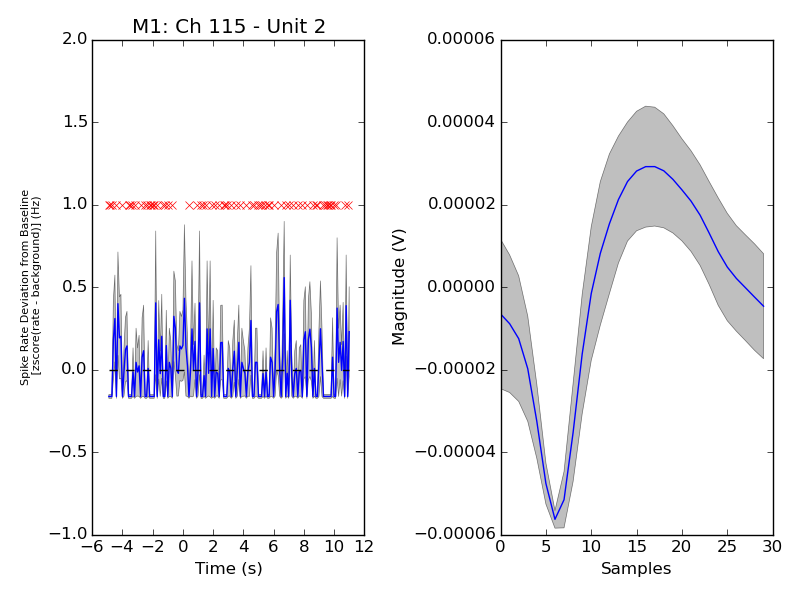 M1: Ch 115 - Unit 2
2.0
1.5
1.0
0.5
0.0
−0.5
−1.0
−6 −4 −2 0 2 4 6 8 10 12
Time (s)
Spike Rate Deviation from Baseline
[zscore(rate - background)] (Hz)
0.00006
0.00004
0.00002
0.00000
−0.00002
−0.00004
−0.00006
0 5 10 15 20 25 30
Samples
Magnitude (V)